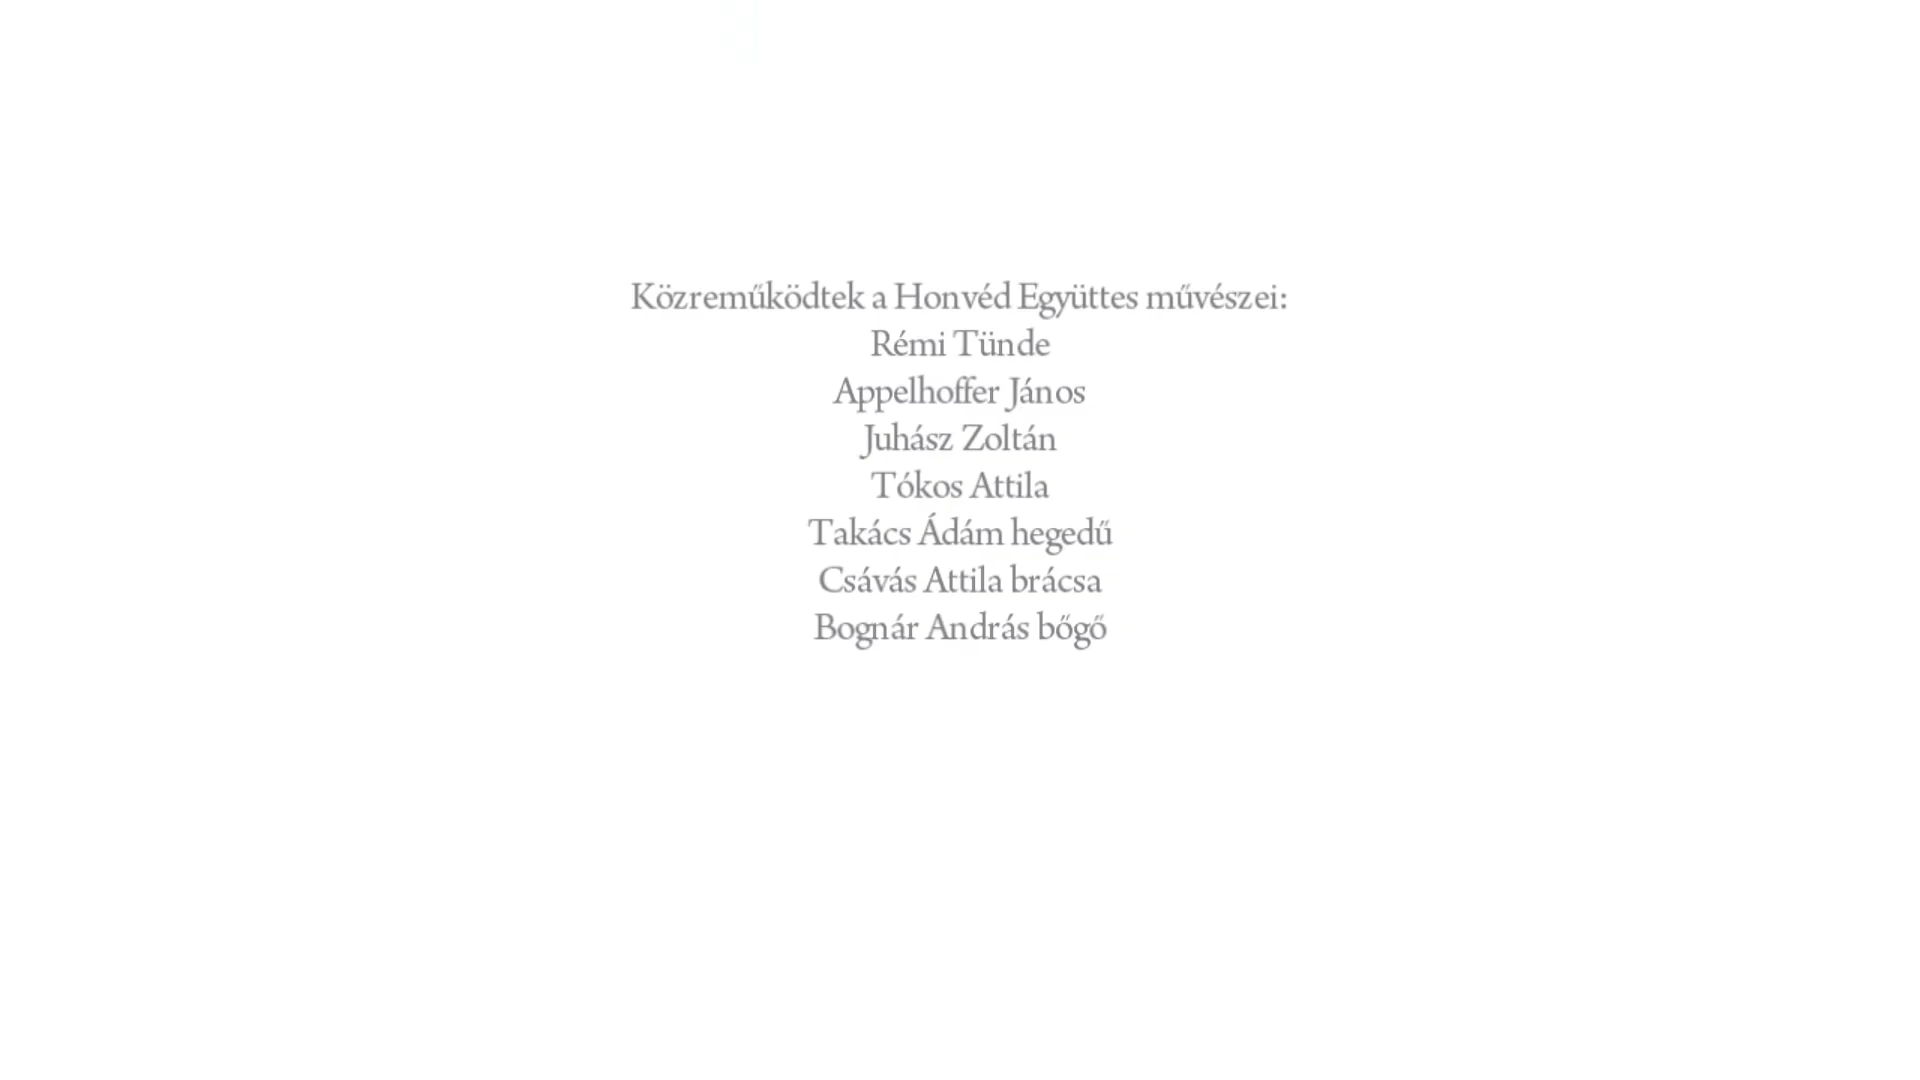 Közreműködtek a Honvéd Együttes művészei:
Rémi Tünde
Appelhoffer János
Juhász Zoltán
Tókos Attila
Takács Ádám hegedű
Csávás Attila brácsa
Bognár András bőgő